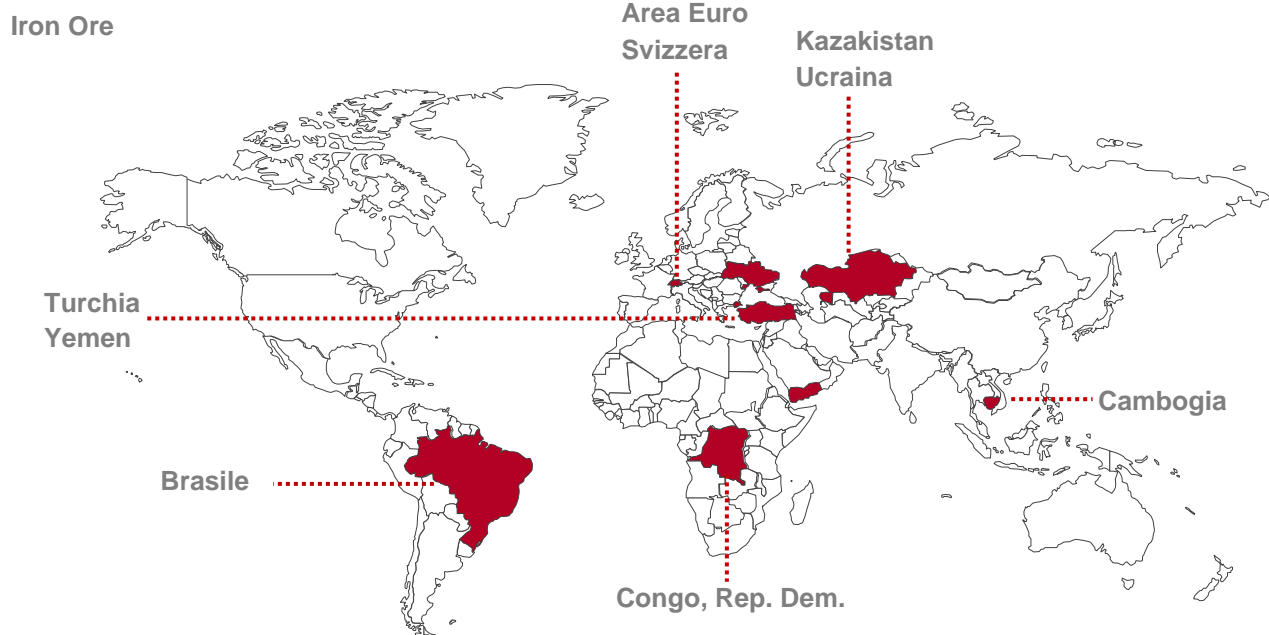 Iron Ore
Area Euro
Svizzera
Kazakistan
Ucraina
Turchia
Yemen
Cambogia
Brasile
Congo, Rep. Dem.